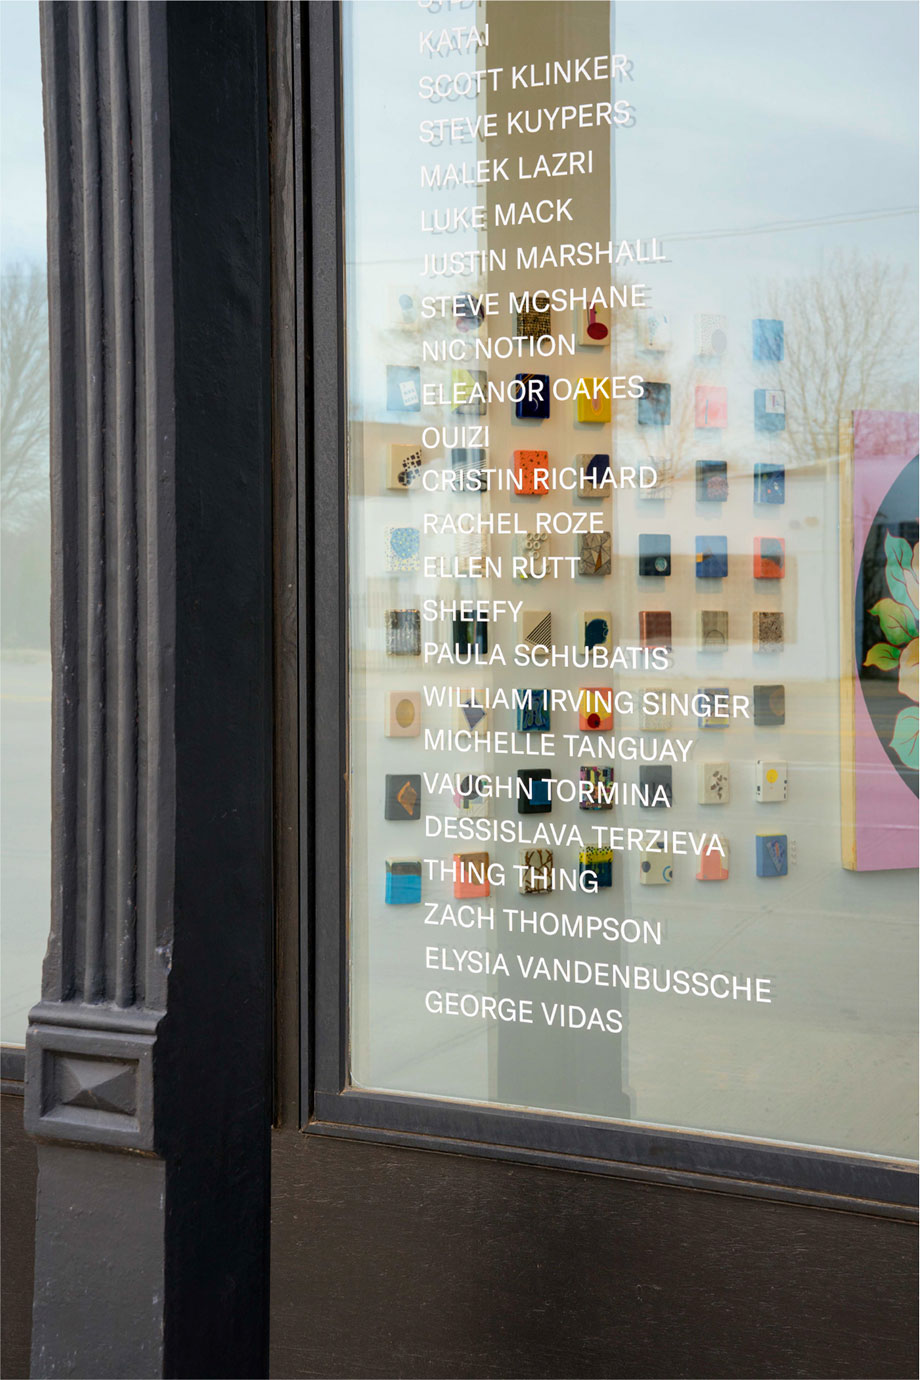 KATAI
SCOTT KLINKER
STEVE KUYPERS
MALEK LAZRI
LUKE MACK
JUSTIN MARSHALL
STEVE MCSHANE
NIC NOTION
ELEANOR OAKES
OUIZI
CRISTIN RICHARD
RACHEL ROZE
ELLEN RUTT
SHEEFY
PAULA SCHUBATIS
WILLIAM IRVING SINGER
MICHELLE TANGUAY
VAUGHN TORMINA
DESSISLAVA TERZIEVA
THING THING
ZACH THOMPSON
ELYSIA VANDENBUSSCHE
GEORGE VIDAS